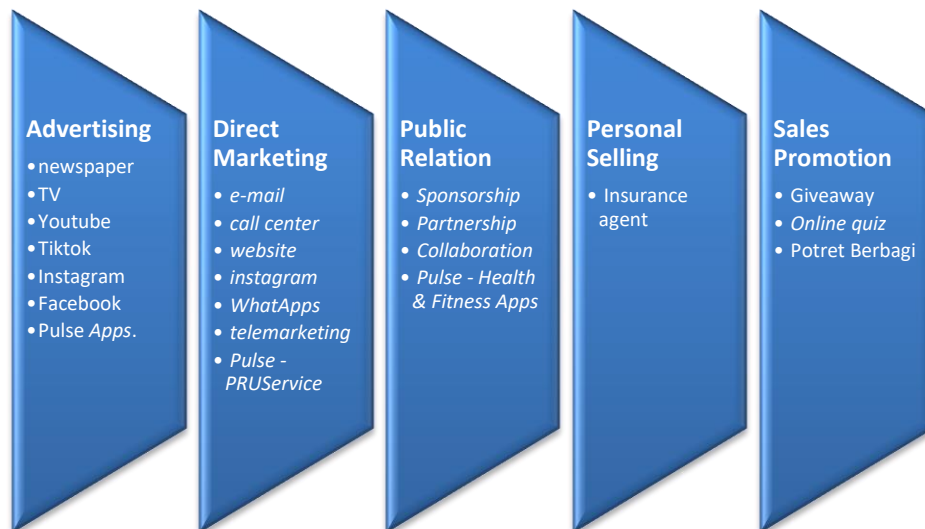 Advertising
•newspaper
•TV
•Youtube
•Tiktok
•Instagram
•Facebook
•Pulse Apps.
Direct
Marketing
• e-mail
• call center
• website
• instagram
• WhatApps
• telemarketing
• Pulse -
PRUService
Public
Relation
• Sponsorship
• Partnership
• Collaboration
• Pulse - Health
& Fitness Apps
Personal
Selling
• Insurance
agent
Sales
Promotion
• Giveaway
• Online quiz
• Potret Berbagi